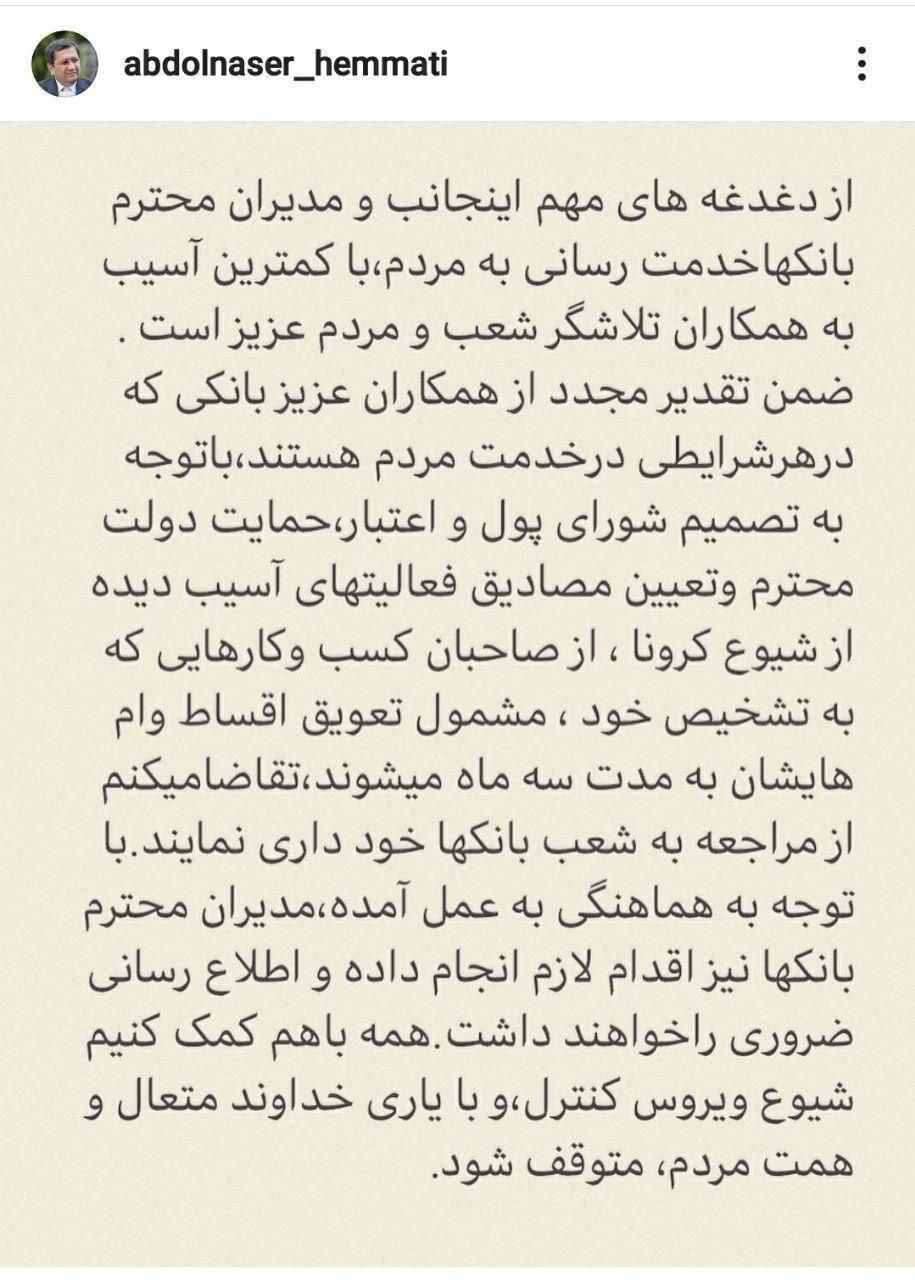 abdolnaser_hemmati
از دغدغه های مهم اینجانب و مدیران محترم
بانکهاخدمت رسانی به مردم،با کمترین آسیب
به همکاران تلاشگر شعب و مردم عزیز است .
ضمن تقدیر مجدد از همکاران عزیز بانکی که
درهرشرایطی درخدمت مردم هستند،باتوجه
به تصمیم شورای پول و اعتبار،حمایت دولت
محترم وتعیین مصادیق فعالیتهای آسیب دیده
از شیوع کرونا ، از صاحبان کسب وکارهایی که
به تشخیص خود ، مشمول تعویق اقساط وام
هایشان به مدت سه ماه میشوند،تقاضامیکنم
از مراجعه به شعب بانکها خود داری نمایند.با
توجه به هماهنگی به عمل آمده،مدیران محترم
بانکها نیز اقدام لازم انجام داده و اطلاع رسانی
ضروری راخواهند داشت.همه باهم کمک کنیم
شیوع ویروس کنترل،و با یاری خداوند متعال و
همت مردم، متوقف شود.